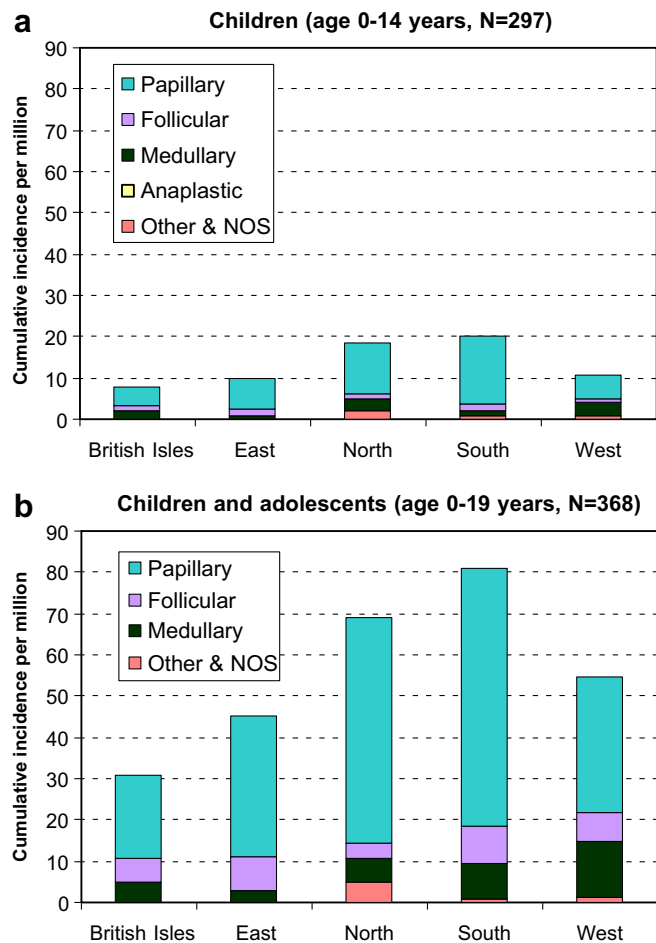 a
Children (age 0-14 years, N=297)
Cumulative incidence per million
90
80
70
60
50
40
30
20
10
0
Papillary
Follicular
Medullary
Anaplastic
Other & NOS
British Isles East North South West
b
Children and adolescents (age 0-19 years, N=368)
Cumulative incidence per million
90
80
70
60
50
40
30
20
10
0
Papillary
Follicular
Medullary
Other & NOS
British Isles East North South West